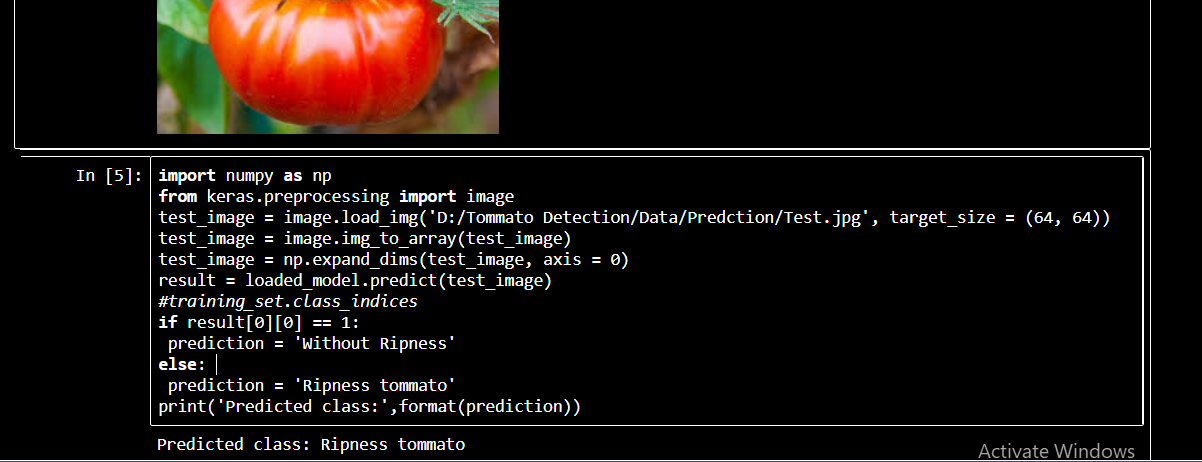 In [5]:
import numpy as np
from keras.preprocessing import image
test_image = image.load_img('D:/Tommato Detection/Data/Predction/Test.jpg', target_size = (64, 64))
test_image = image.img_to_array(test_image)
test_image = np.expand_dims(test_image, axis = 0)
result = loaded_model.predict(test_image)
#training_set.class_indices
if result[0][0] == 1:
 prediction = 'Without Ripness'
else:
 prediction = 'Ripness tommato'
print('Predicted class:',format(prediction))
Predicted class: Ripness tommato
Activate Windows